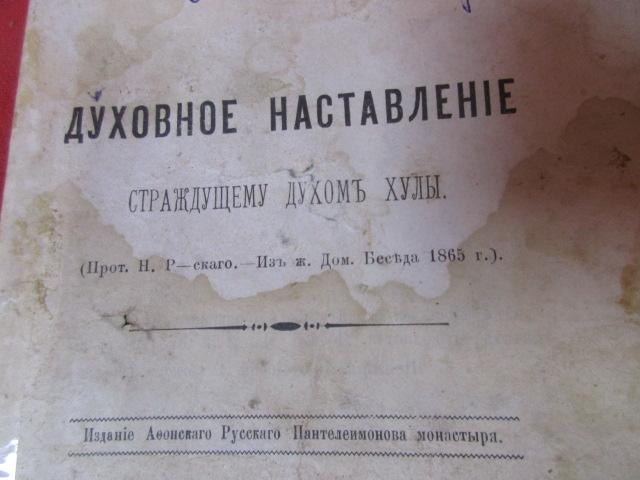 ДУХОВНОЕ НАСТАВЛЕНІЕ
СТРАЖДУЩЕМУ ДУХОМЪ ХУЛЫ.
(Прот. Н. Р—скаго.—Изъ ж. Дом. Бесѣда 1865 г.).
Изданіе Аѳонскаго Русскаго Пантелеимонова монастыря.